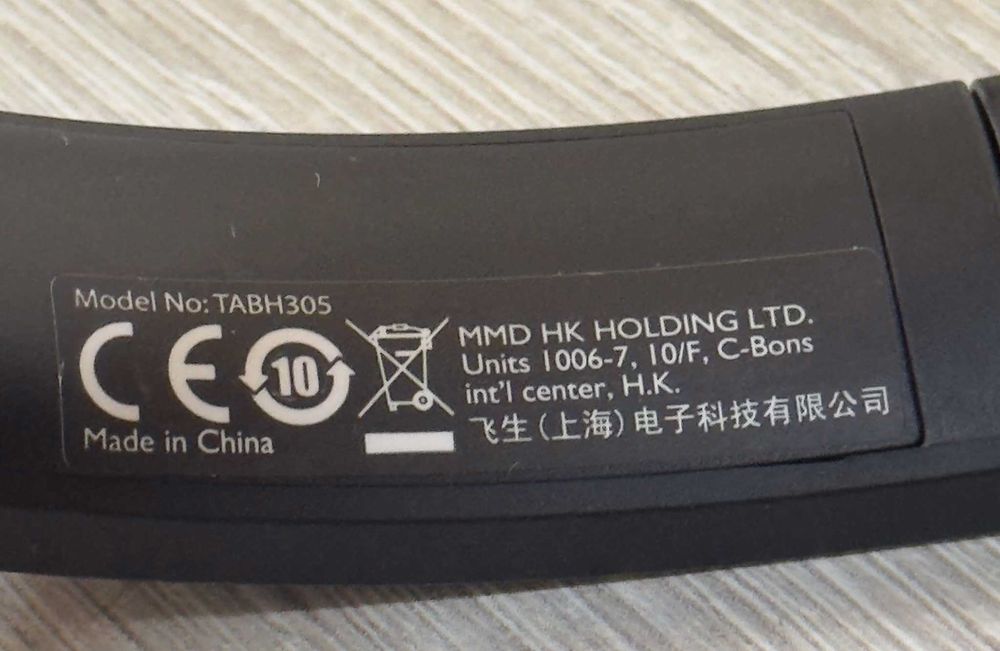 Model No: TABH305
CE
10
Made in China
MMD HK HOLDING LTD.
Units 1006-7, 10/F, C-Bons
int'l center, H.K.
飞生(上海)电子科技有限公司